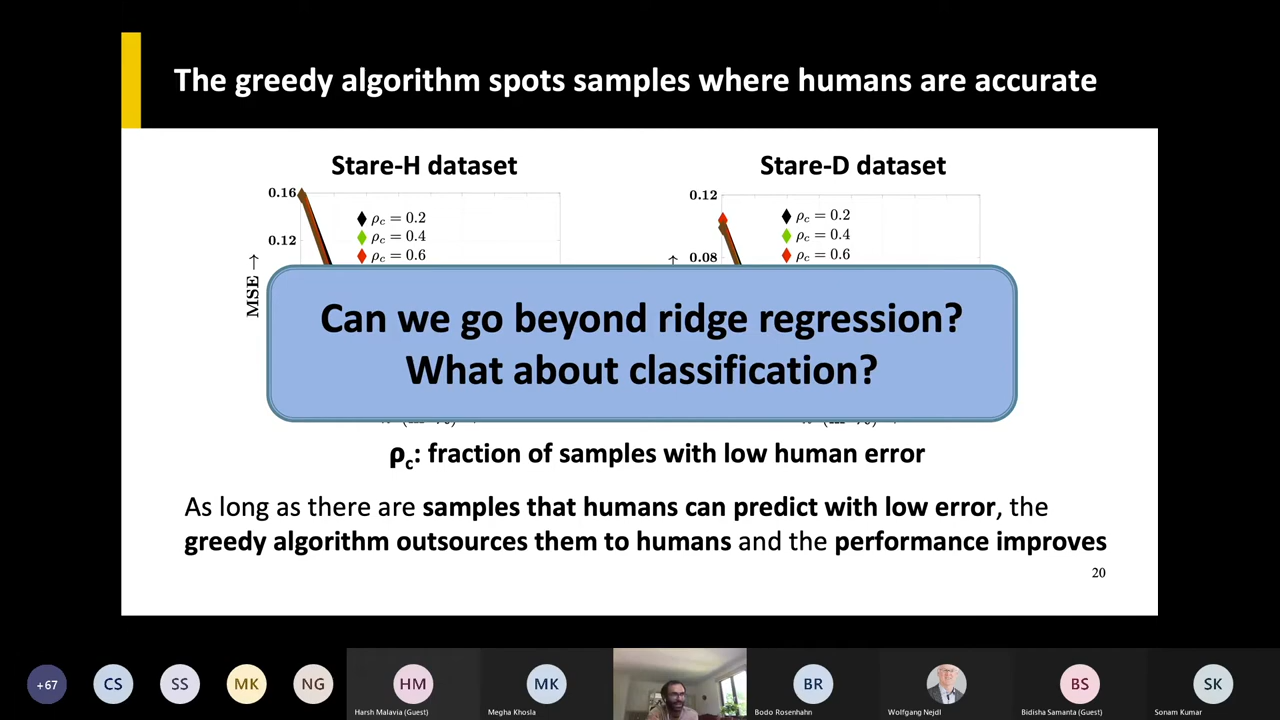 The greedy algorithm spots samples where humans are accurate
Stare-H dataset
Stare-D dataset
0.16
0.12
MSE →
ρc = 0.2
ρc = 0.4
ρc = 0.6
0.12
0.08
ρc = 0.2
ρc = 0.4
ρc = 0.6
Can we go beyond ridge regression?
What about classification?
ρc: fraction of samples with low human error
As long as there are samples that humans can predict with low error, the
greedy algorithm outsources them to humans and the performance improves
20
+67
CS
SS
MK
NG
HM
MK
BR
BS
SK
Harsh Malavia (Guest)
Megha Khosla
Bodo Rosenhahn
Wolfgang Nejdl
Bidisha Samanta (Guest)
Sonam Kumar